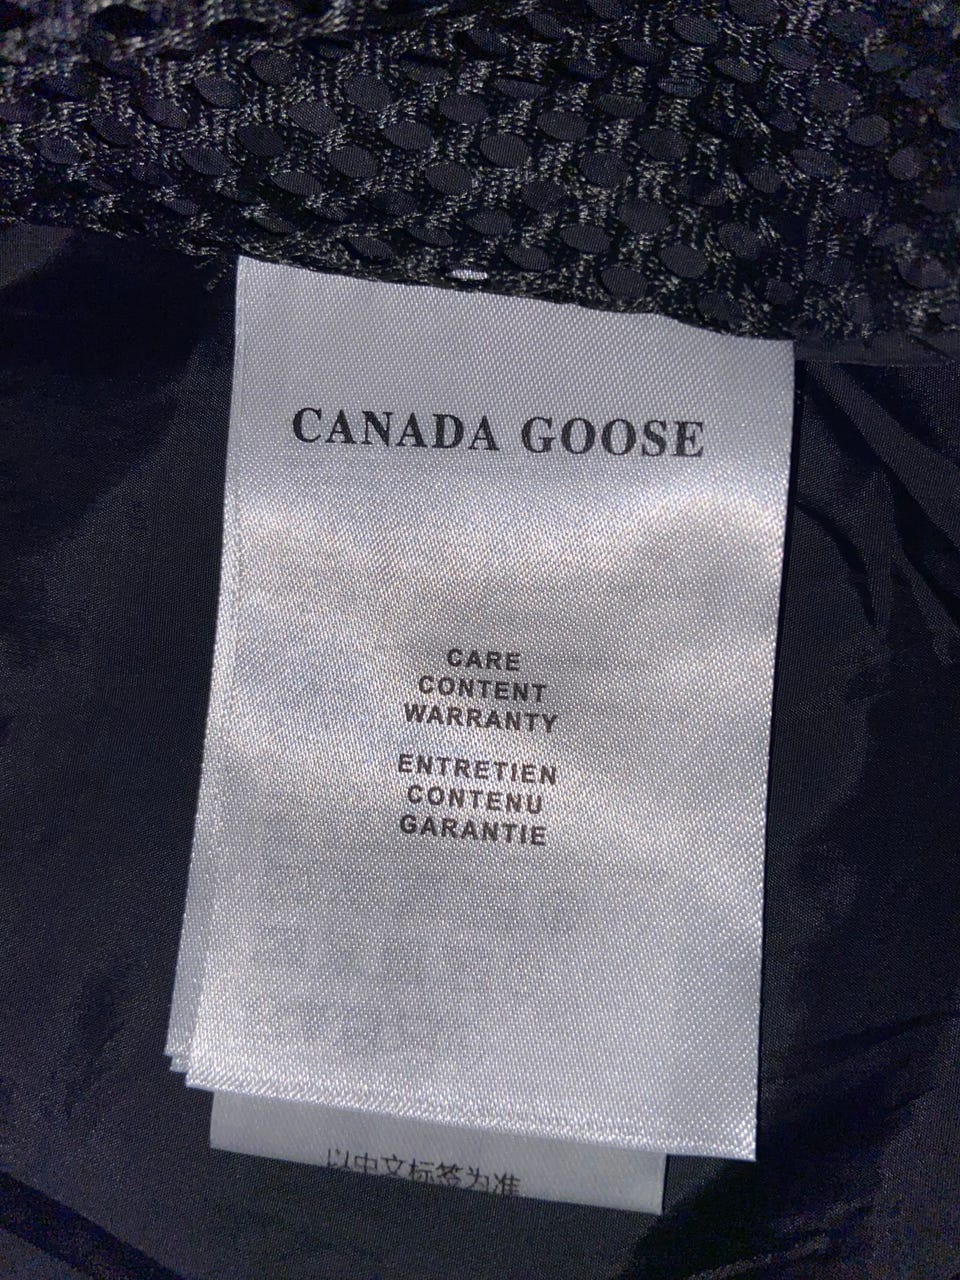 CANADA GOOSE
CARE
CONTENT
WARRANTY
ENTRETIEN
CONTENU
GARANTIE
以中文标签为准